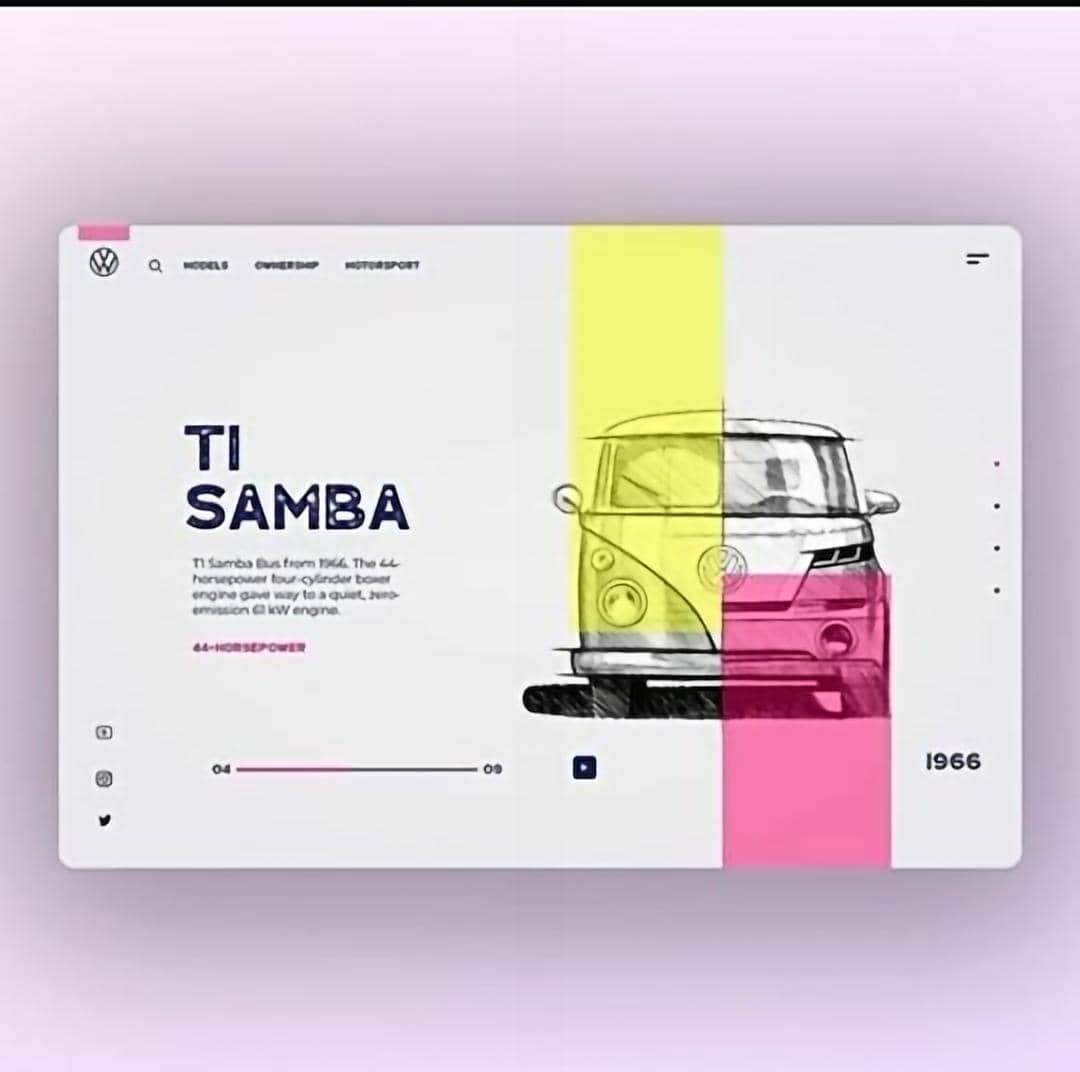 MODELS OWNERSHIP MOTORSPORT
T1
SAMBA
T1 Samba Bus from 1966. The 44-
horsepower four-cylinder boxer
engine gave way to a quiet, zero-
emission 61 kW engine.
44-HORSEPOWER
04 09
1966